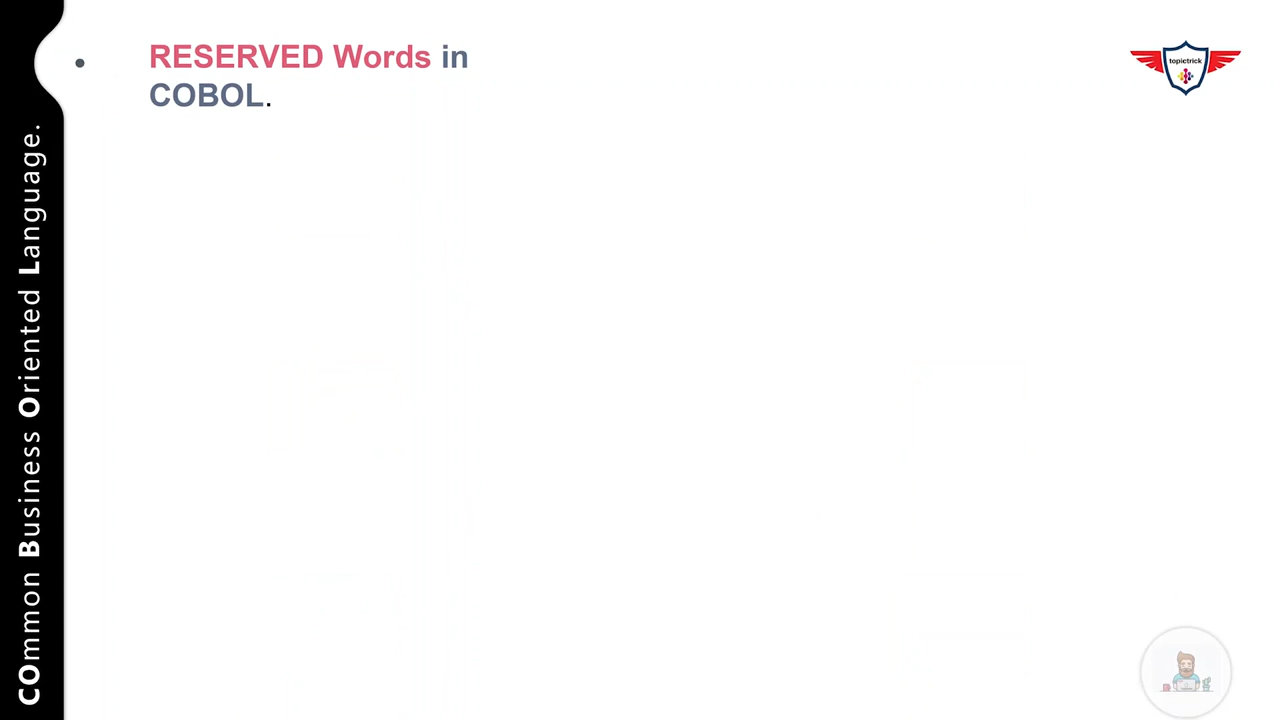 RESERVED Words in
COBOL.
topictrick
COmmon Business Oriented Language.